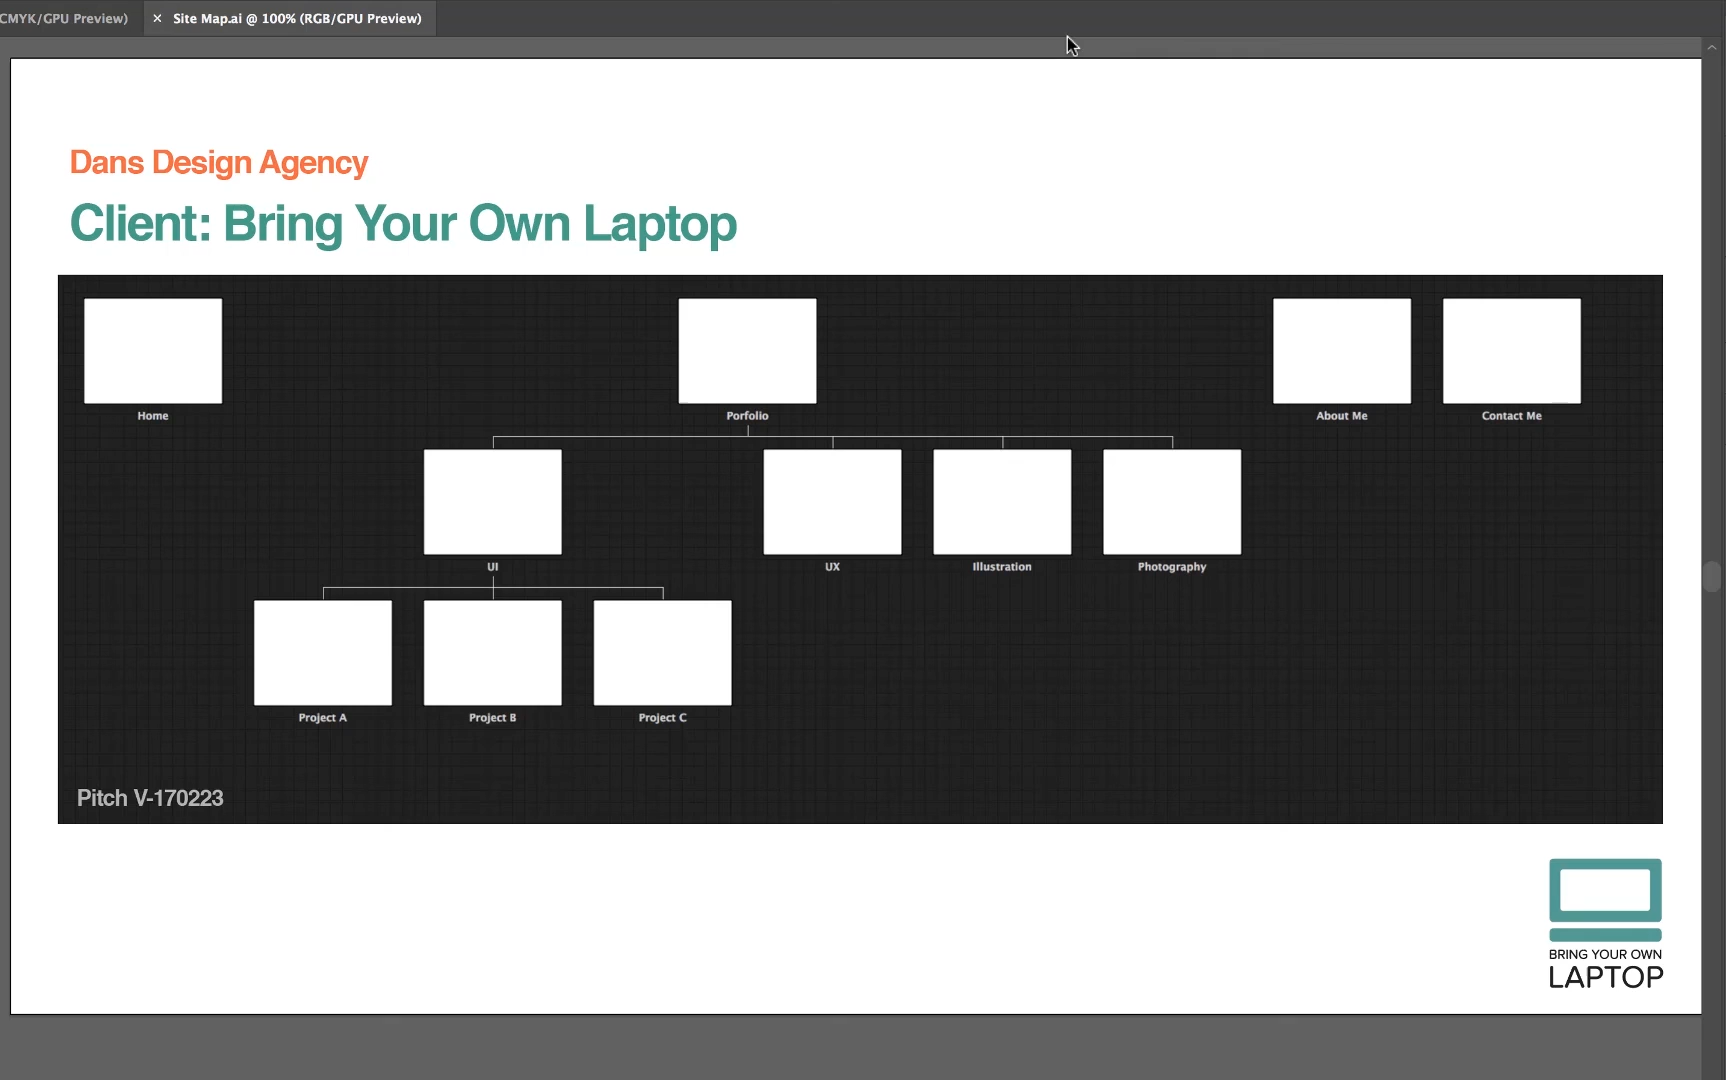 CMYK/GPU Preview)
× Site Map.ai @ 100% (RGB/GPU Preview)
Dans Design Agency
Client: Bring Your Own Laptop
Home
Porfolio
About Me
Contact Me
UI
UX
Illustration
Photography
Project A
Project B
Project C
Pitch V-170223
BRING YOUR OWN
LAPTOP